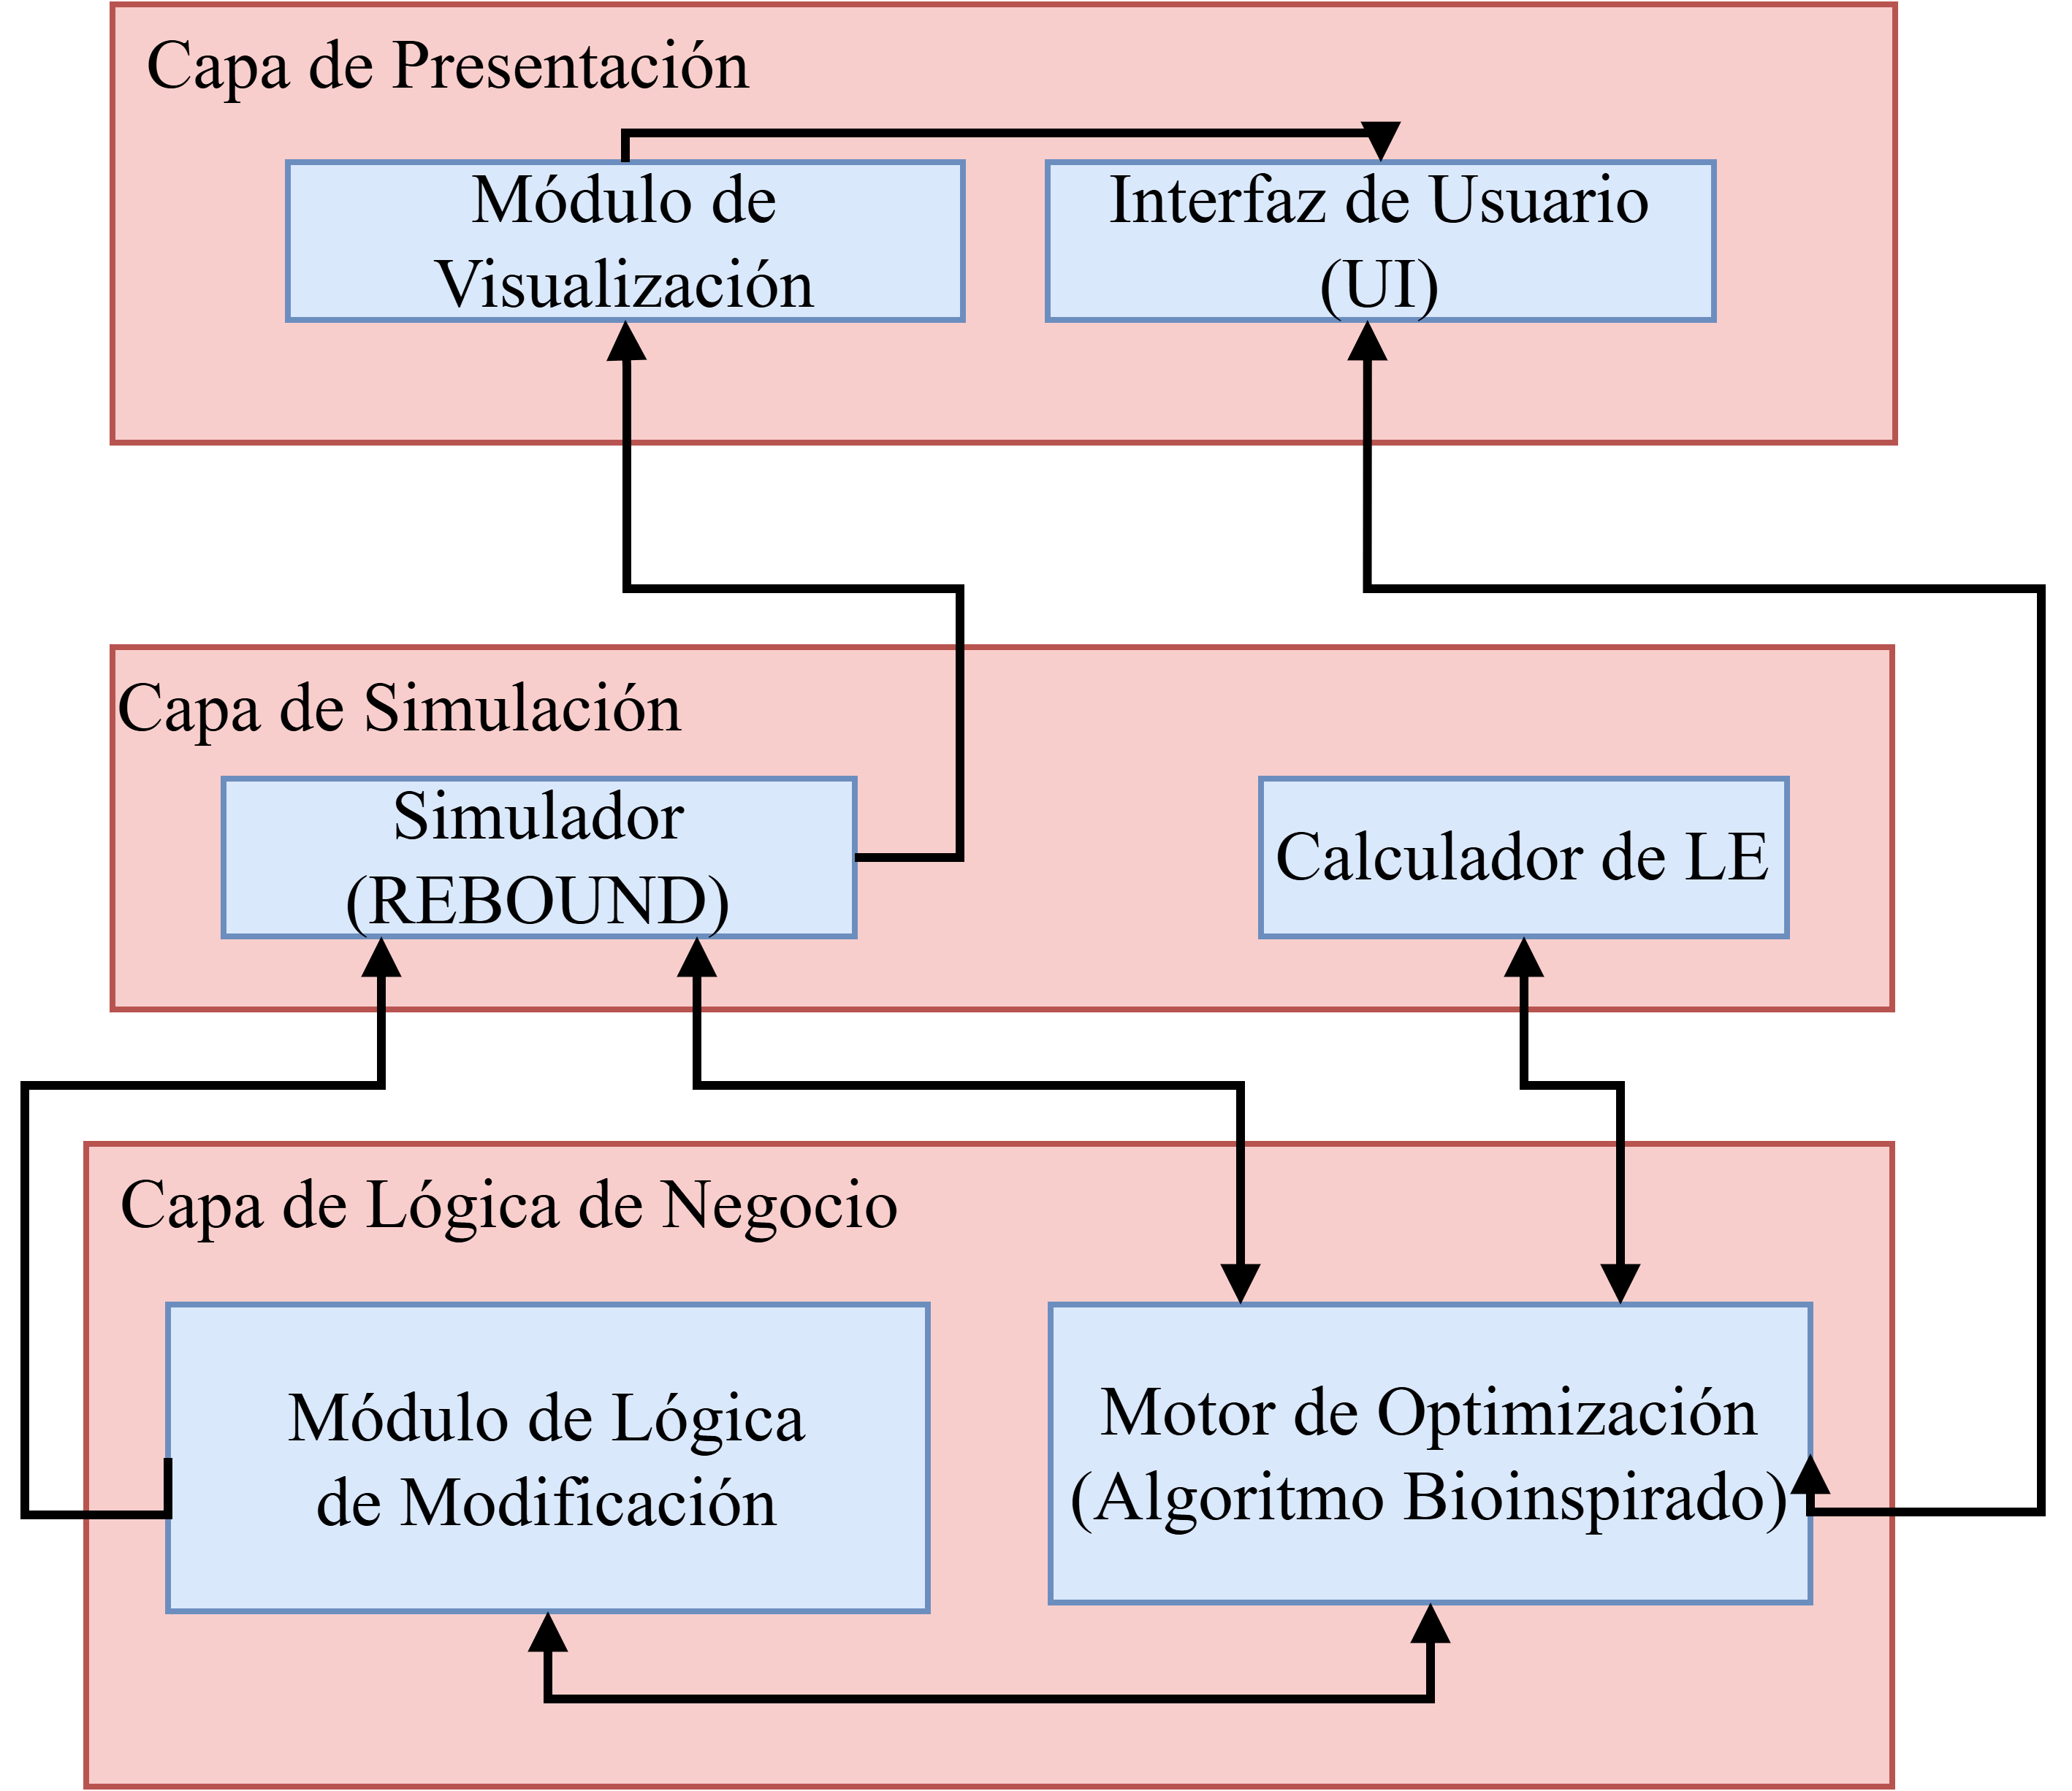 Capa de Presentación
Módulo de
Visualización
Interfaz de Usuario
(UI)
Capa de Simulación
Simulador
(REBOUND)
Calculador de LE
Capa de Lógica de Negocio
Módulo de Lógica
de Modificación
Motor de Optimización
(Algoritmo Bioinspirado)